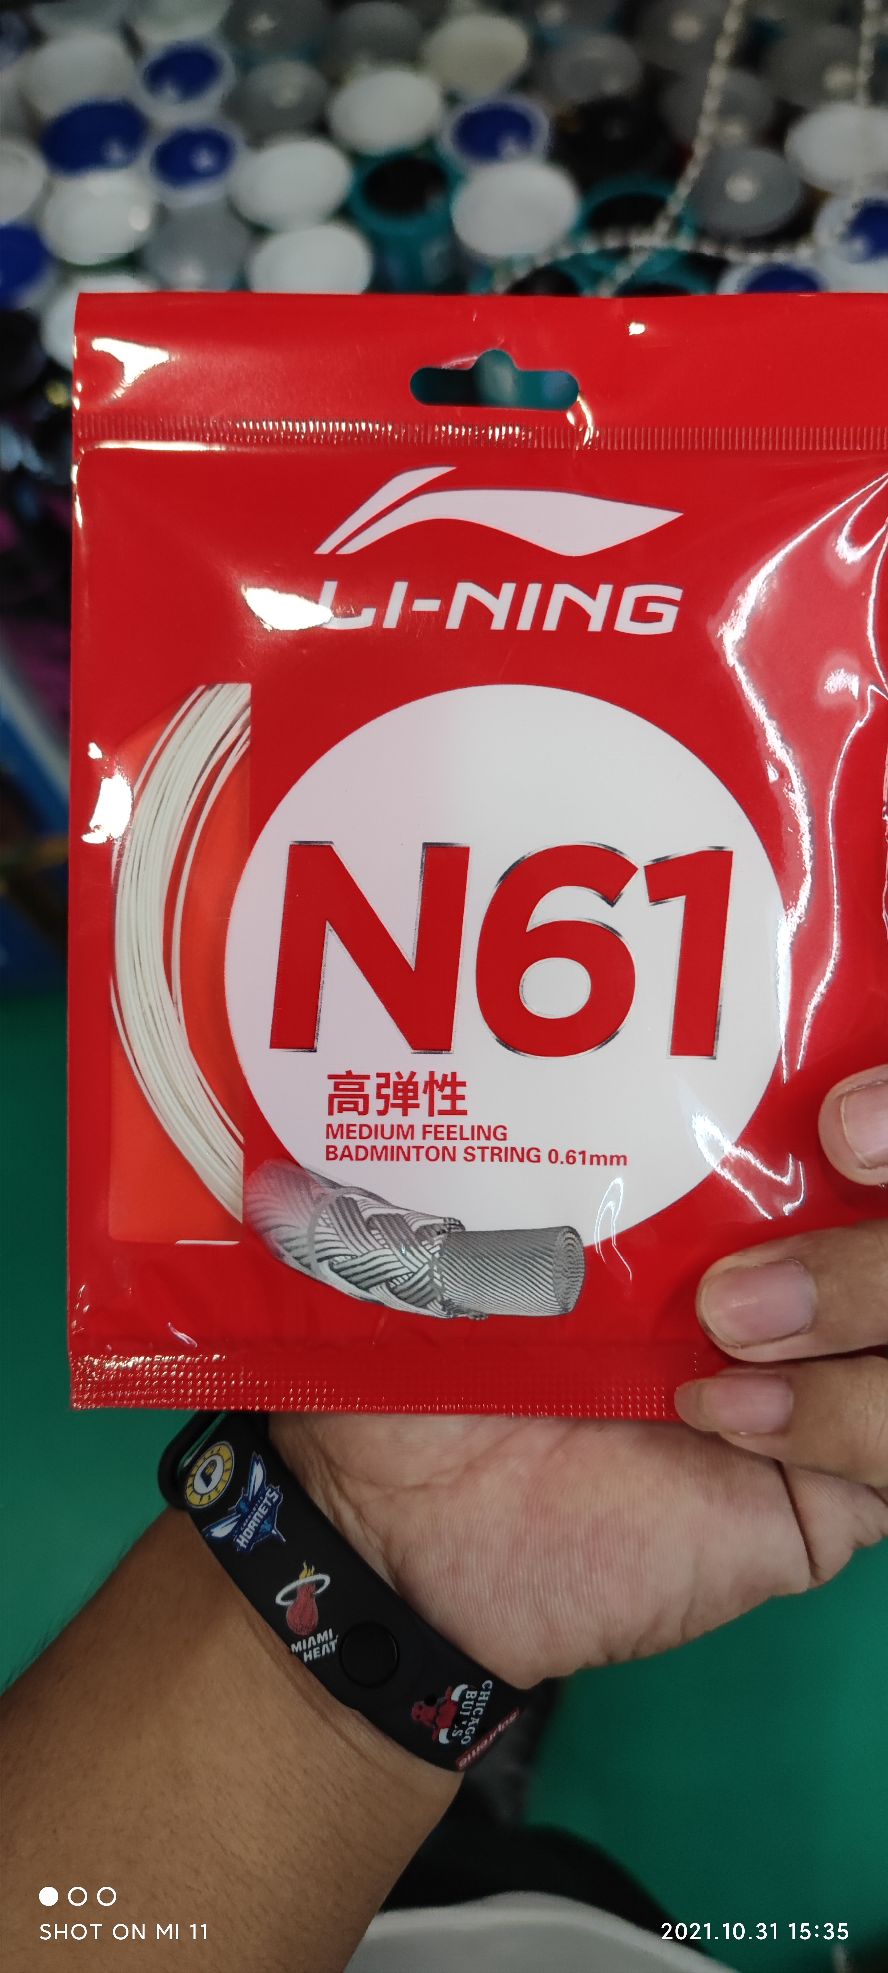 LI-NING
N61
高弹性
MEDIUM FEELING
BADMINTON STRING 0.61mm
HORNETS
MIAMI
HEAT
CHICAGO
BULLS
Supreme
SHOT ON MI 11
2021.10.31 15:35